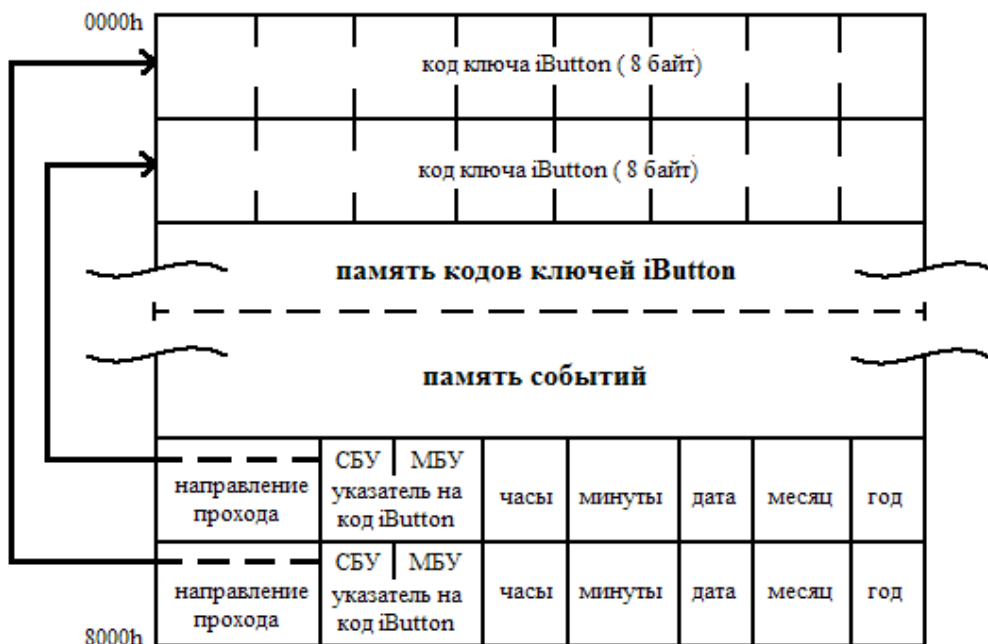 0000h
код ключа iButton ( 8 байт)
код ключа iButton ( 8 байт)
память кодов ключей iButton
память событий
направление
прохода
СБУ МБУ
указатель на
код iButton
часы
минуты
дата
месяц
год
направление
прохода
СБУ МБУ
указатель на
код iButton
часы
минуты
дата
месяц
год
8000h